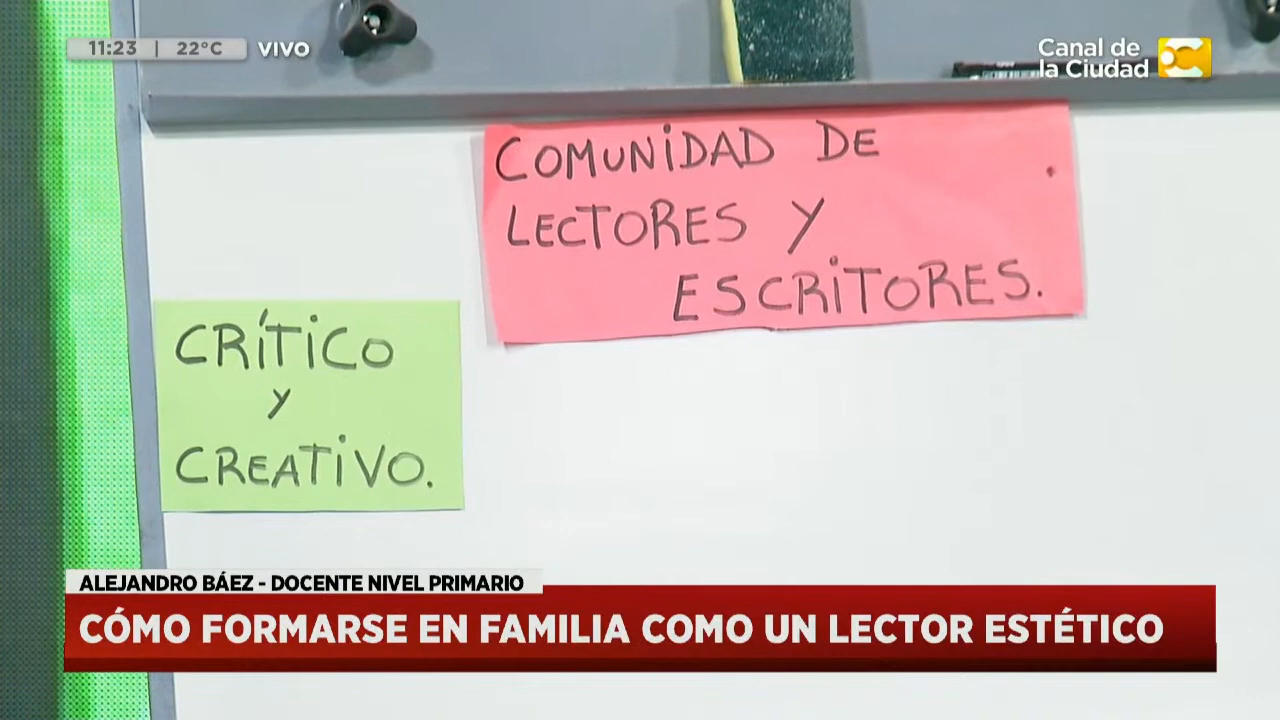 11:23 | 22°C VIVO
Canal de
la Ciudad
COMUNIDAD DE
LECTORES Y
ESCRITORES.
CRÍTICO
Y
CREATIVO.
ALEJANDRO BÁEZ - DOCENTE NIVEL PRIMARIO
CÓMO FORMARSE EN FAMILIA COMO UN LECTOR ESTÉTICO